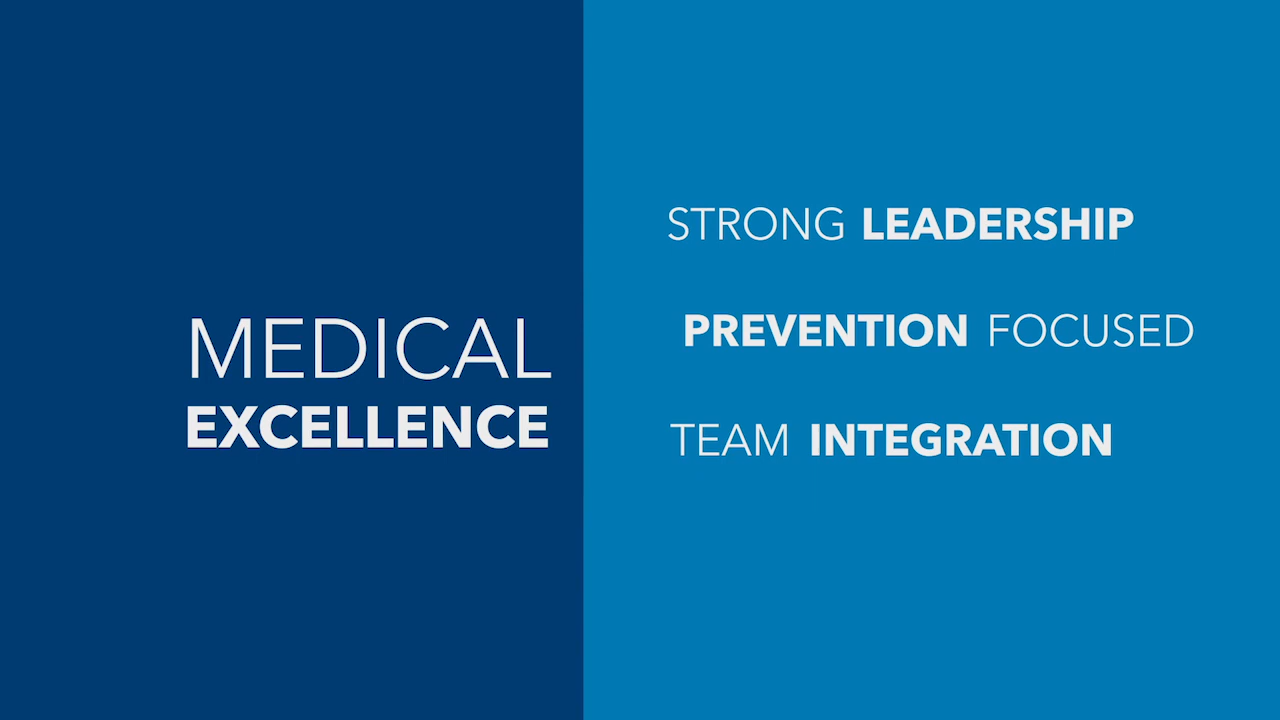 MEDICAL
EXCELLENCE
STRONG LEADERSHIP
PREVENTION FOCUSED
TEAM INTEGRATION